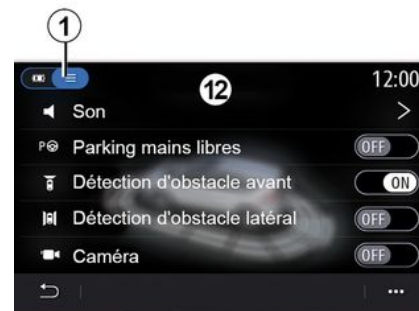 1
12
12:00
Son
P Parking mains libres OFF
Détection d'obstacle avant ON
Détection d'obstacle latéral OFF
Caméra OFF